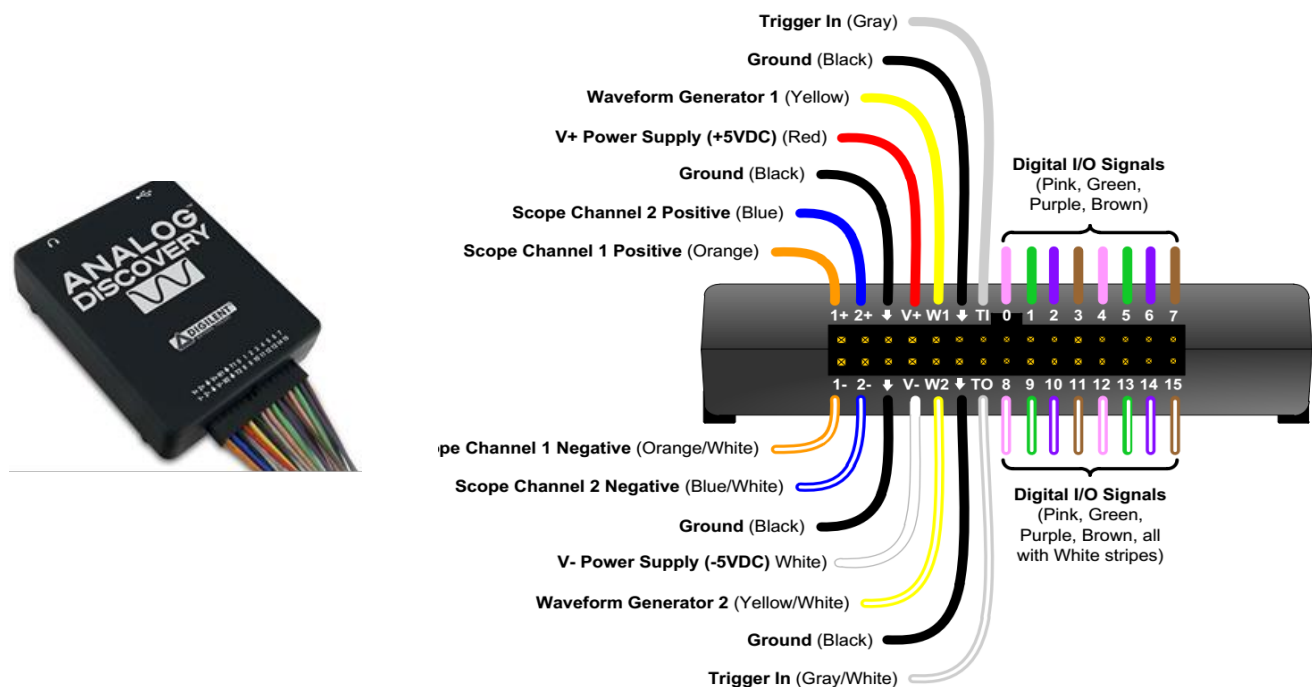 Trigger In (Gray)
Ground (Black)
Waveform Generator 1 (Yellow)
V+ Power Supply (+5VDC) (Red)
Ground (Black)
Scope Channel 2 Positive (Blue)
Scope Channel 1 Positive (Orange)
Digital I/O Signals
(Pink, Green,
Purple, Brown)
ANALOG
DISCOVERY
DIGILENT
1+ 2+ V+ W1 TI 0 1 2 3 4 5 6 7
1- 2- V- W2 TO 8 9 10 11 12 13 14 15
pe Channel 1 Negative (Orange/White)
Scope Channel 2 Negative (Blue/White)
Ground (Black)
V- Power Supply (-5VDC) White)
Waveform Generator 2 (Yellow/White)
Ground (Black)
Trigger In (Gray/White)
Digital I/O Signals
(Pink, Green,
Purple, Brown, all
with White stripes)